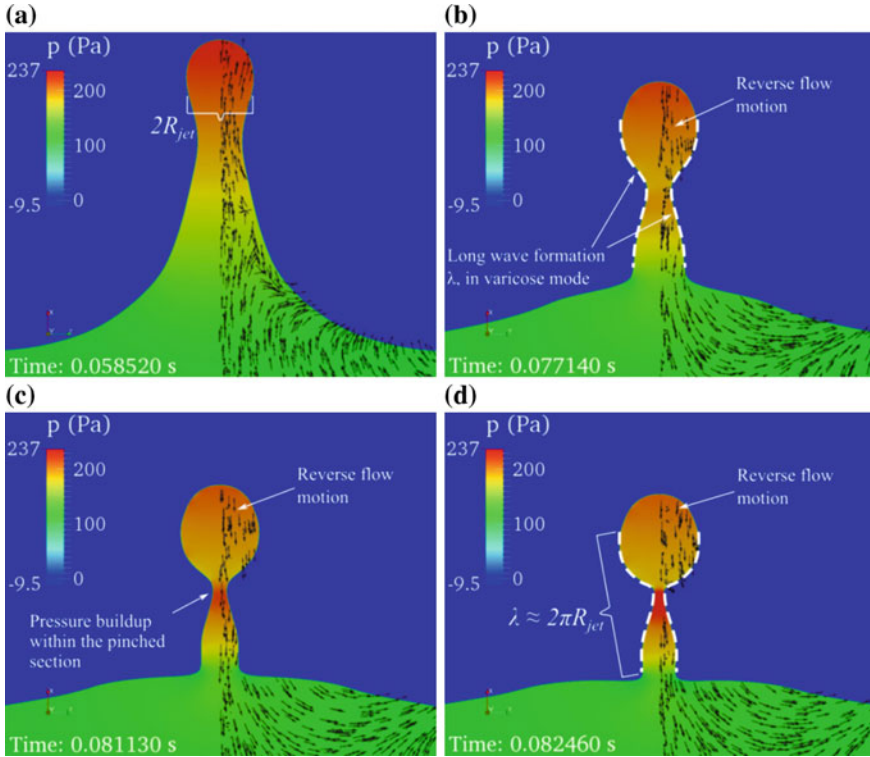 (a)
p (Pa)
237
200
100
0
-9.5
2R_jet
Time: 0.058520 s
(b)
p (Pa)
237
200
100
0
-9.5
Reverse flow
motion
Long wave formation
λ, in varicose mode
Time: 0.077140 s
(c)
p (Pa)
237
200
100
0
-9.5
Reverse flow
motion
Pressure buildup
within the pinched
section
Time: 0.081130 s
(d)
p (Pa)
237
200
100
0
-9.5
Reverse flow
motion
λ ≈ 2πR_jet
Time: 0.082460 s